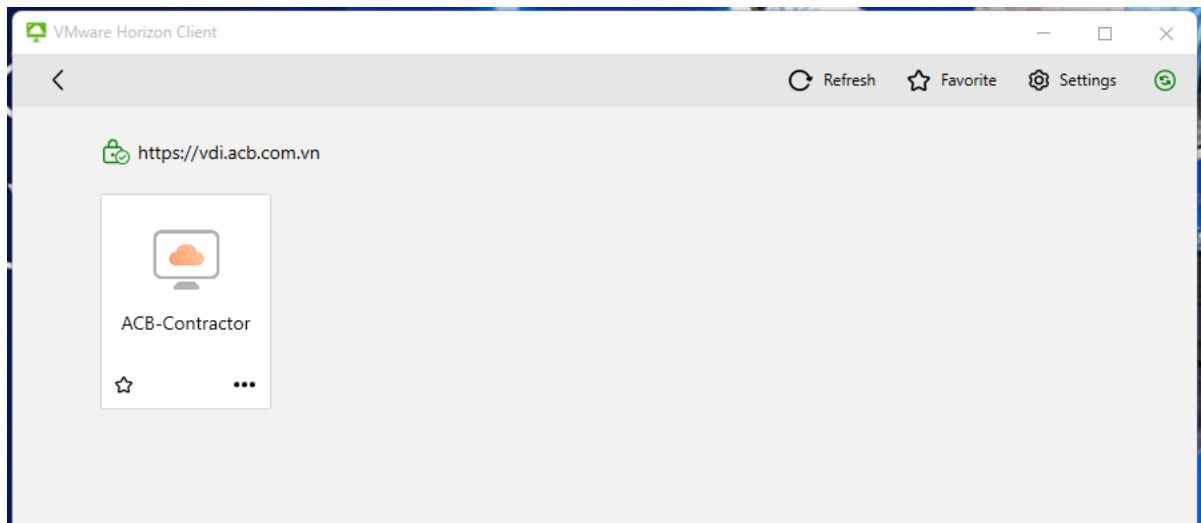 VMware Horizon Client
Refresh Favorite Settings
https://vdi.acb.com.vn
ACB-Contractor